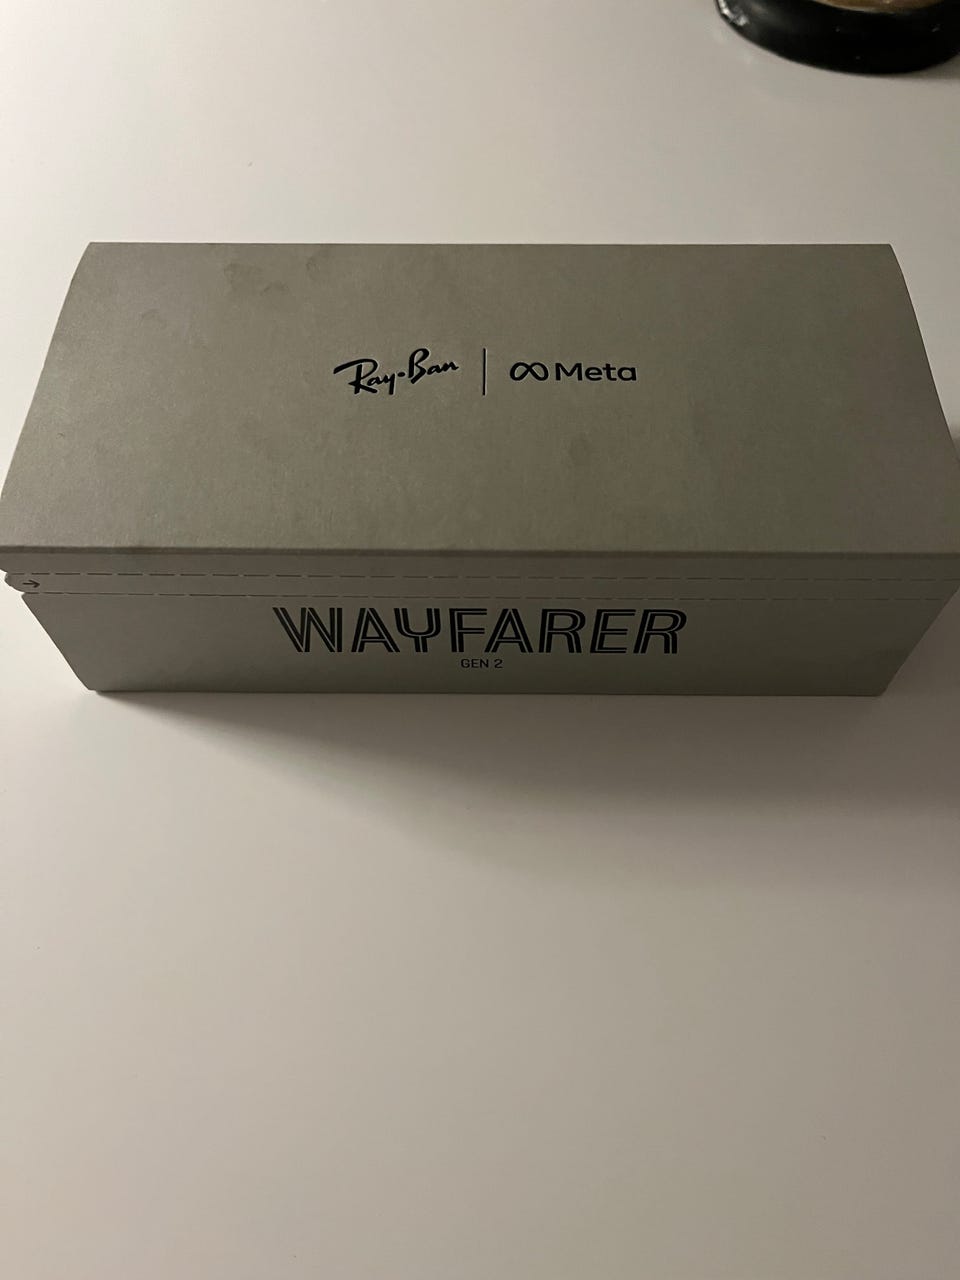 Ray-Ban | ∞ Meta
WAYFARER
GEN 2